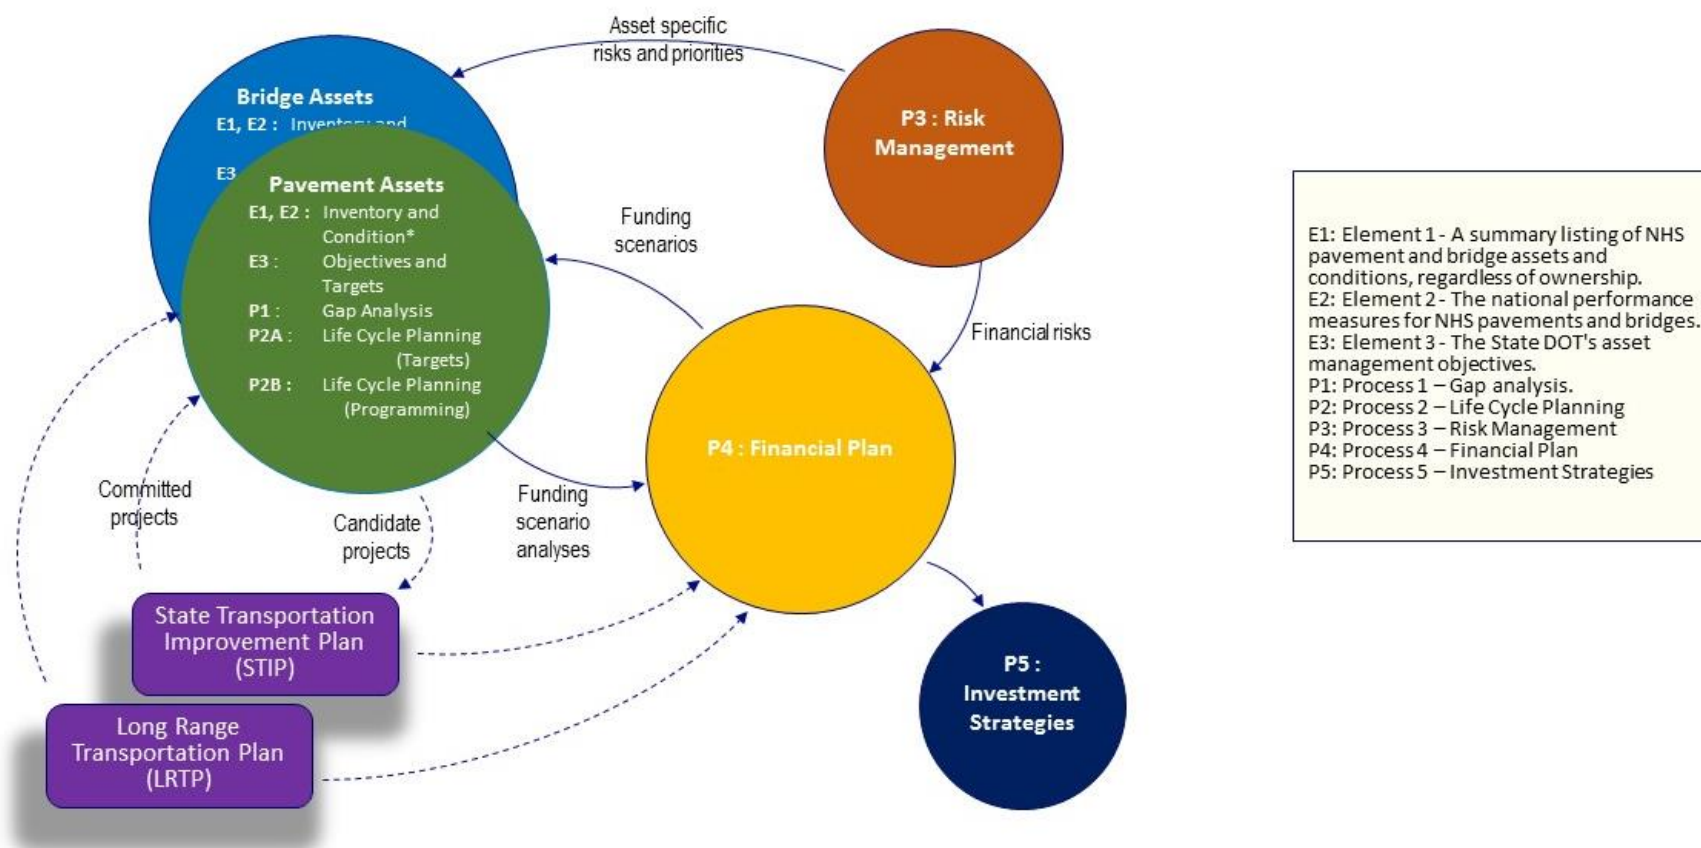 Asset specific
risks and priorities
Bridge Assets
E1, E2 : Inventory and
E3
Pavement Assets
E1, E2 : Inventory and
Condition*
E3 : Objectives and
Targets
P1 : Gap Analysis
P2A : Life Cycle Planning
(Targets)
P2B : Life Cycle Planning
(Programming)
P3 : Risk
Management
Funding
scenarios
Financial risks
P4 : Financial Plan
Committed
projects
Candidate
projects
Funding
scenario
analyses
State Transportation
Improvement Plan
(STIP)
Long Range
Transportation Plan
(LRTP)
P5 :
Investment
Strategies
E1: Element 1 - A summary listing of NHS
pavement and bridge assets and
conditions, regardless of ownership.
E2: Element 2 - The national performance
measures for NHS pavements and bridges.
E3: Element 3 - The State DOT's asset
management objectives.
P1: Process 1 – Gap analysis.
P2: Process 2 – Life Cycle Planning
P3: Process 3 – Risk Management
P4: Process 4 – Financial Plan
P5: Process 5 – Investment Strategies